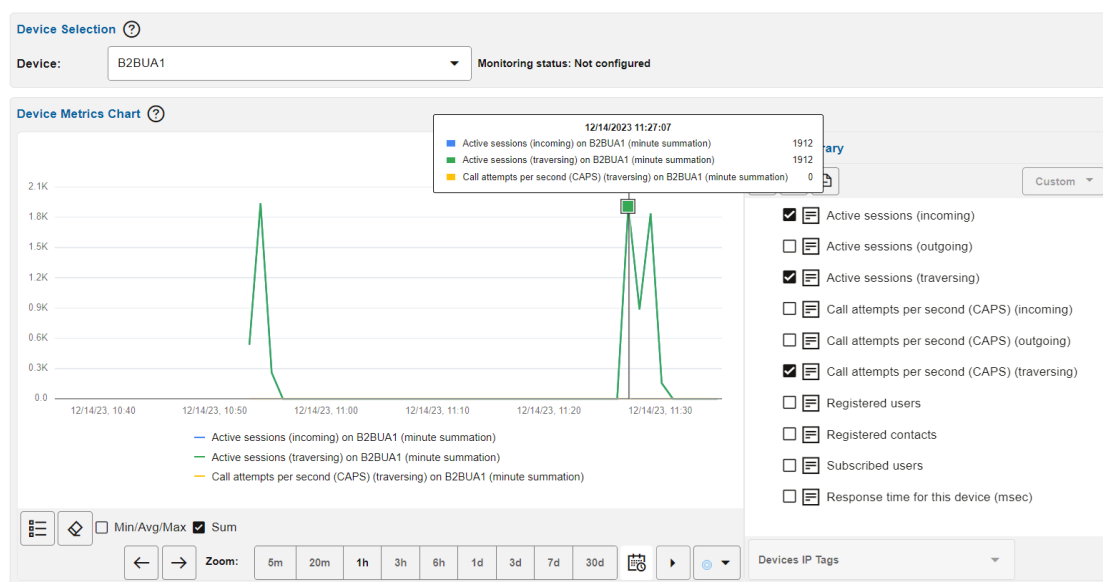 Device Selection ?
Device: B2BUA1 Monitoring status: Not configured
Device Metrics Chart ?
12/14/2023 11:27:07
Active sessions (incoming) on B2BUA1 (minute summation) 1912
Active sessions (traversing) on B2BUA1 (minute summation) 1912
Call attempts per second (CAPS) (traversing) on B2BUA1 (minute summation) 0
Custom
2.1K
1.8K
1.5K
1.2K
0.9K
0.6K
0.3K
0.0
12/14/23, 10:40 12/14/23, 10:50 12/14/23, 11:00 12/14/23, 11:10 12/14/23, 11:20 12/14/23, 11:30
Active sessions (incoming) on B2BUA1 (minute summation)
Active sessions (traversing) on B2BUA1 (minute summation)
Call attempts per second (CAPS) (traversing) on B2BUA1 (minute summation)
Active sessions (incoming)
Active sessions (outgoing)
Active sessions (traversing)
Call attempts per second (CAPS) (incoming)
Call attempts per second (CAPS) (outgoing)
Call attempts per second (CAPS) (traversing)
Registered users
Registered contacts
Subscribed users
Response time for this device (msec)
Min/Avg/Max Sum
Zoom: 5m 20m 1h 3h 6h 1d 3d 7d 30d
Devices IP Tags